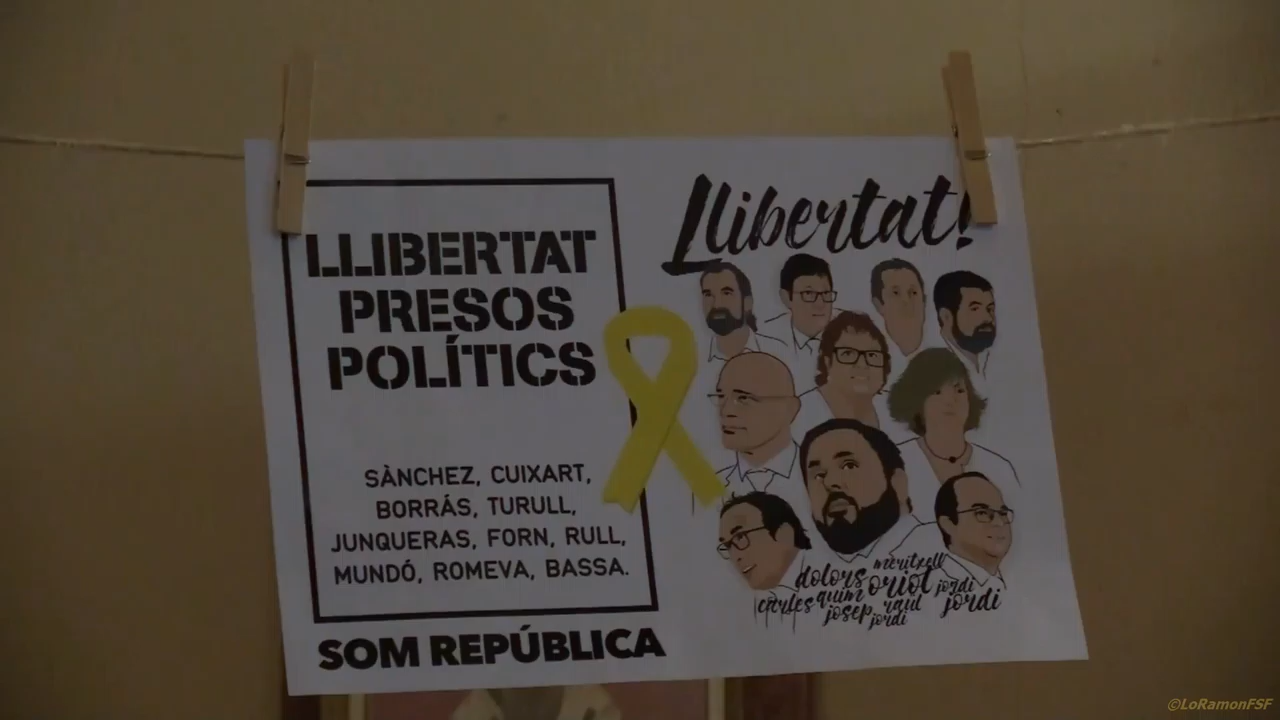 LLIBERTAT
PRESOS
POLÍTICS
SÀNCHEZ, CUIXART,
BORRÁS, TURULL,
JUNQUERAS, FORN, RULL,
MUNDÓ, ROMEVA, BASSA.
SOM REPÚBLICA
Llibertat!
dolors meritxell
carles quim oriol jordi
josep raül jordi
jordi
©LoRamonFSF